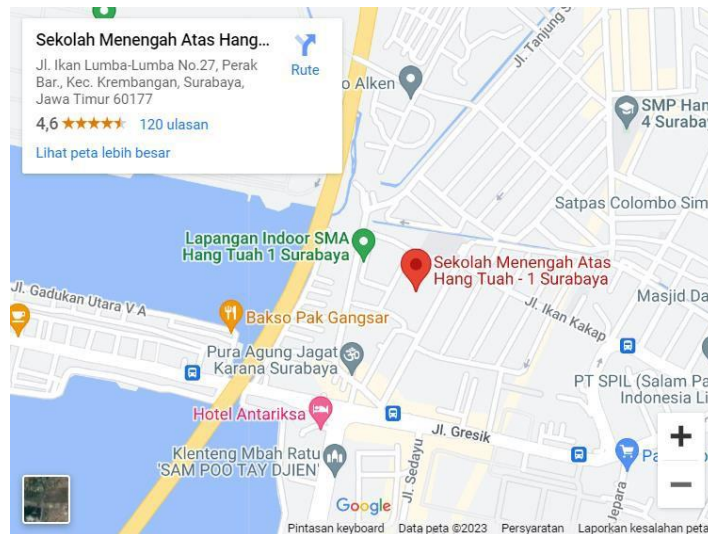 Sekolah Menengah Atas Hang...
Jl. Ikan Lumba-Lumba No.27, Perak
Bar., Kec. Krembangan, Surabaya,
Jawa Timur 60177
Rute
4,6
120 ulasan
Lihat peta lebih besar
Jl. Tanjung S
o Alken
SMP Han
4 Suraba
Satpas Colombo Sim
Lapangan Indoor SMA
Hang Tuah 1 Surabaya
Sekolah Menengah Atas
Hang Tuah - 1 Surabaya
Jl. Gadukan Utara V A
Bakso Pak Gangsar
Jl. Ikan Kakap
Masjid Da
Pura Agung Jagat
Karana Surabaya
PT SPIL (Salam Pa
Indonesia Li
Hotel Antariksa
Jl. Gresik
Klenteng Mbah Ratu
'SAM POO TAY DJIEN'
Jl. Sedayu
Jepara
Google
Pintasan keyboard
Data peta ©2023
Persyaratan
Laporkan kesalahan peta